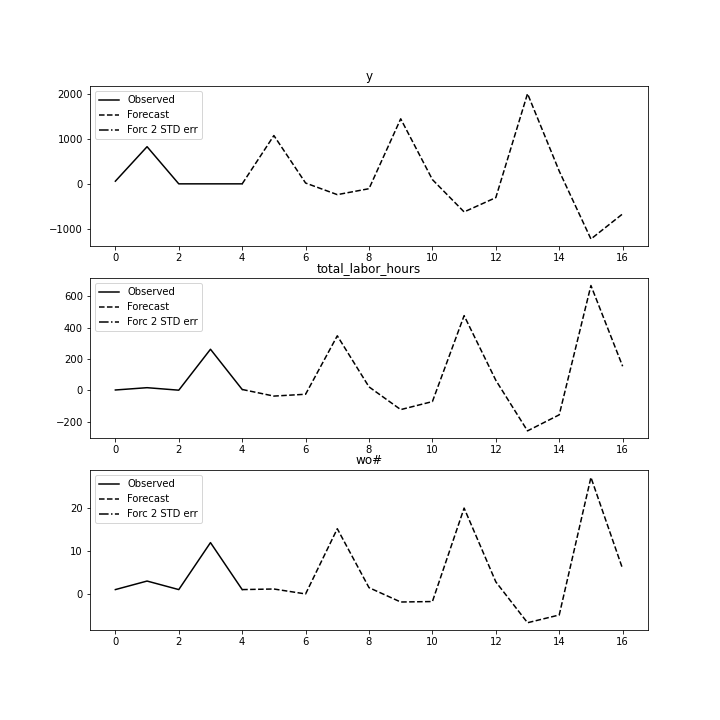 y
Observed
Forecast
Forc 2 STD err
2000
1000
0
−1000
0 2 4 6 8 10 12 14 16
total_labor_hours
Observed
Forecast
Forc 2 STD err
600
400
200
0
−200
0 2 4 6 8 10 12 14 16
wo#
Observed
Forecast
Forc 2 STD err
20
10
0
0 2 4 6 8 10 12 14 16